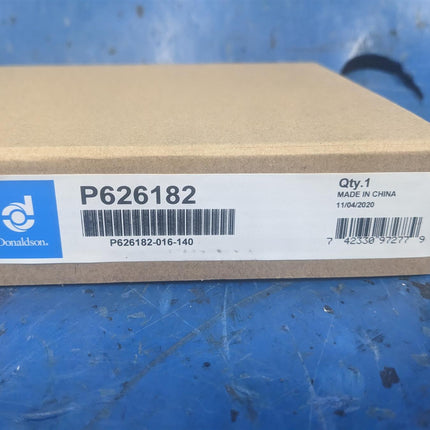 P626182
P626182-016-140
Donaldson.
Qty.1
MADE IN CHINA
11/04/2020
7 42330 97277 9